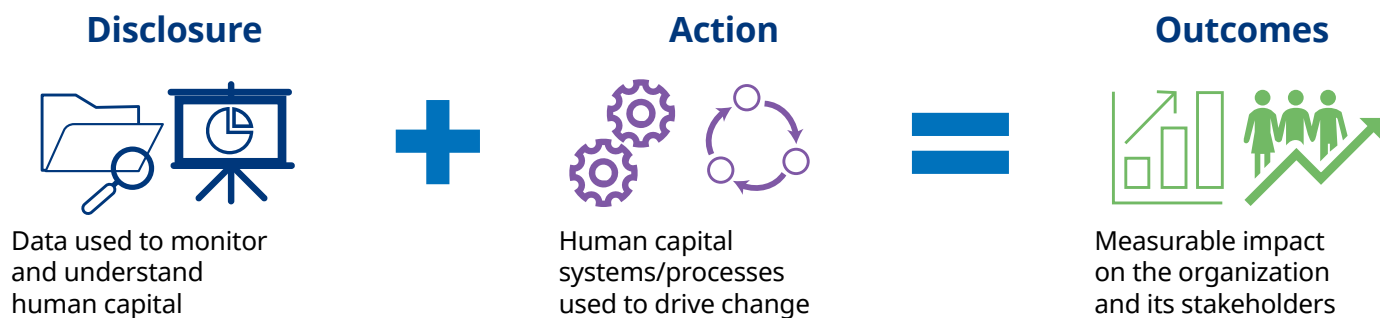 Disclosure
Data used to monitor
and understand
human capital
Action
Human capital
systems/processes
used to drive change
Outcomes
Measurable impact
on the organization
and its stakeholders